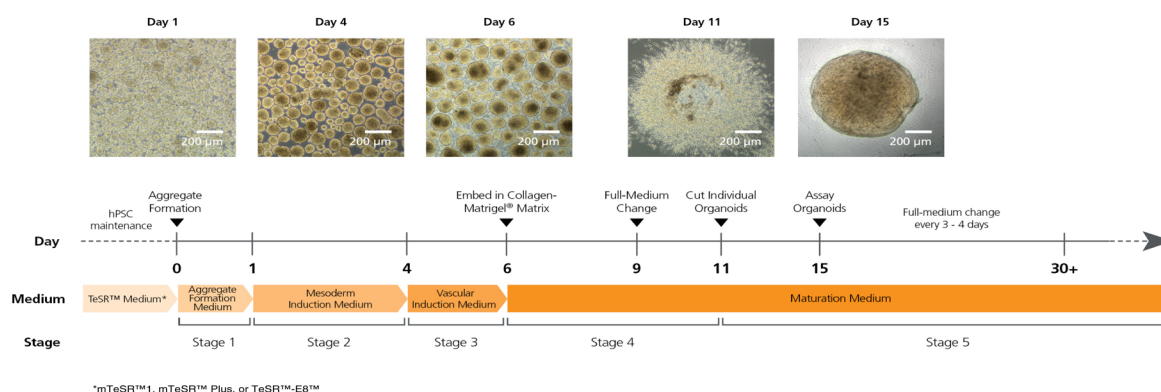 Day 1
Day 4
Day 6
Day 11
Day 15
200 µm
200 µm
200 µm
200 µm
200 µm
hPSC
maintenance
Aggregate
Formation
Embed in Collagen-
Matrigel® Matrix
Full-Medium
Change
Cut Individual
Organoids
Assay
Organoids
Full-medium change
every 3 - 4 days
Day
0
1
4
6
9
11
15
30+
Medium
TeSR™ Medium*
Aggregate
Formation
Medium
Mesoderm
Induction Medium
Vascular
Induction Medium
Maturation Medium
Stage
Stage 1
Stage 2
Stage 3
Stage 4
Stage 5
*mTeSR™1, mTeSR™ Plus, or TeSR™-E8™